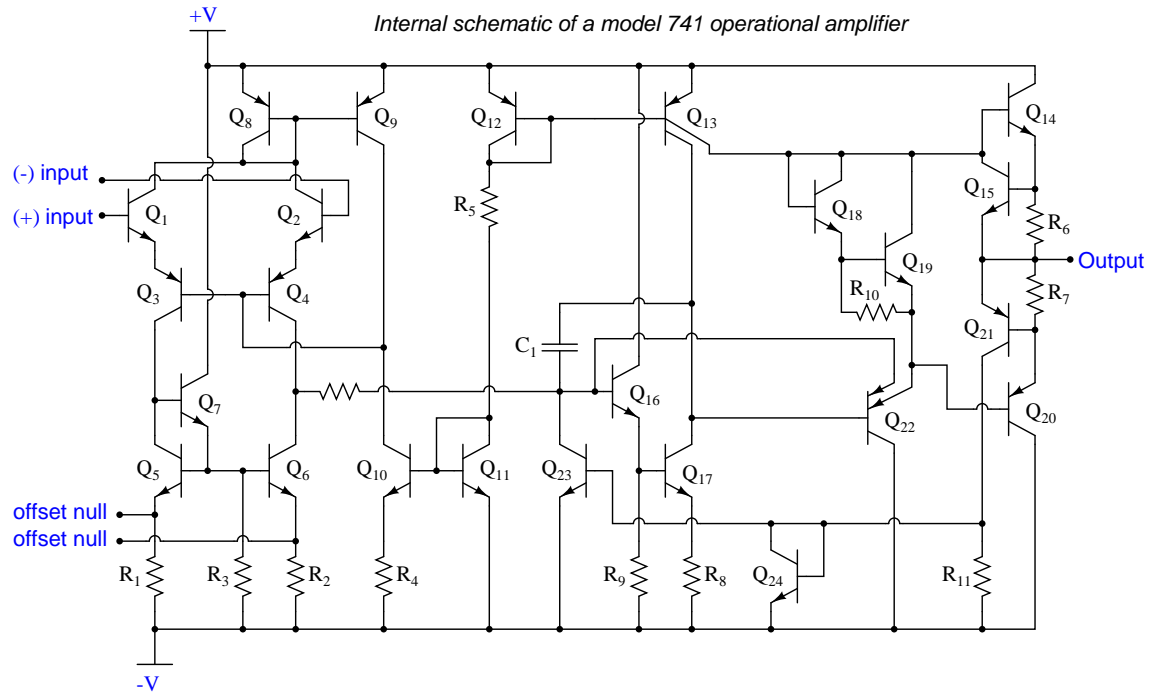 +V
Internal schematic of a model 741 operational amplifier
Q8
Q9
Q12
Q13
Q14
(-) input
(+) input
Q1
Q2
R5
Q15
Q18
R6
Output
Q19
Q3
Q4
R10
R7
Q21
C1
Q7
Q16
Q22
Q20
Q5
Q6
Q10
Q11
Q23
Q17
offset null
offset null
R1
R3
R2
R4
R9
R8
Q24
R11
-V